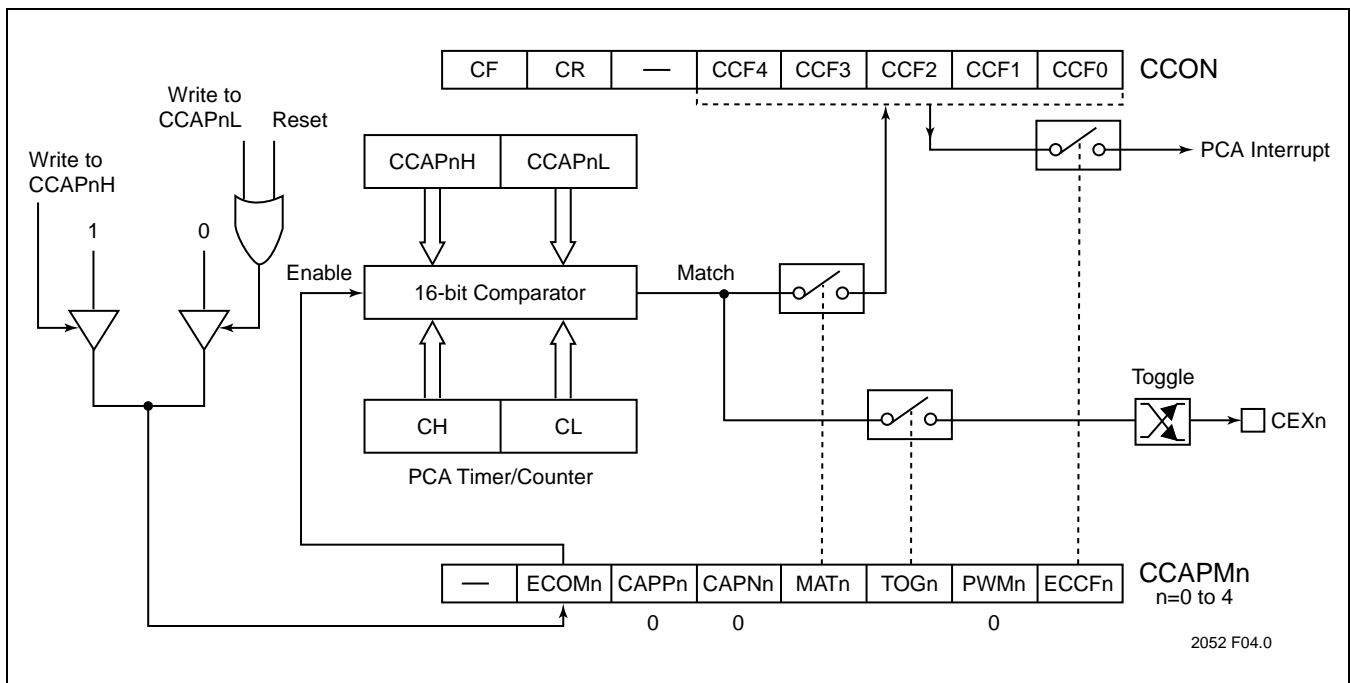 CF CR — CCF4 CCF3 CCF2 CCF1 CCF0 CCON
Write to
CCAPnL
Reset
Write to
CCAPnH
CCAPnH CCAPnL
PCA Interrupt
1 0
Enable
16-bit Comparator
Match
Toggle
CH CL
CEXn
PCA Timer/Counter
— ECOMn CAPPn CAPNn MATn TOGn PWMn ECCFn CCAPMn
n=0 to 4
0 0 0
2052 F04.0